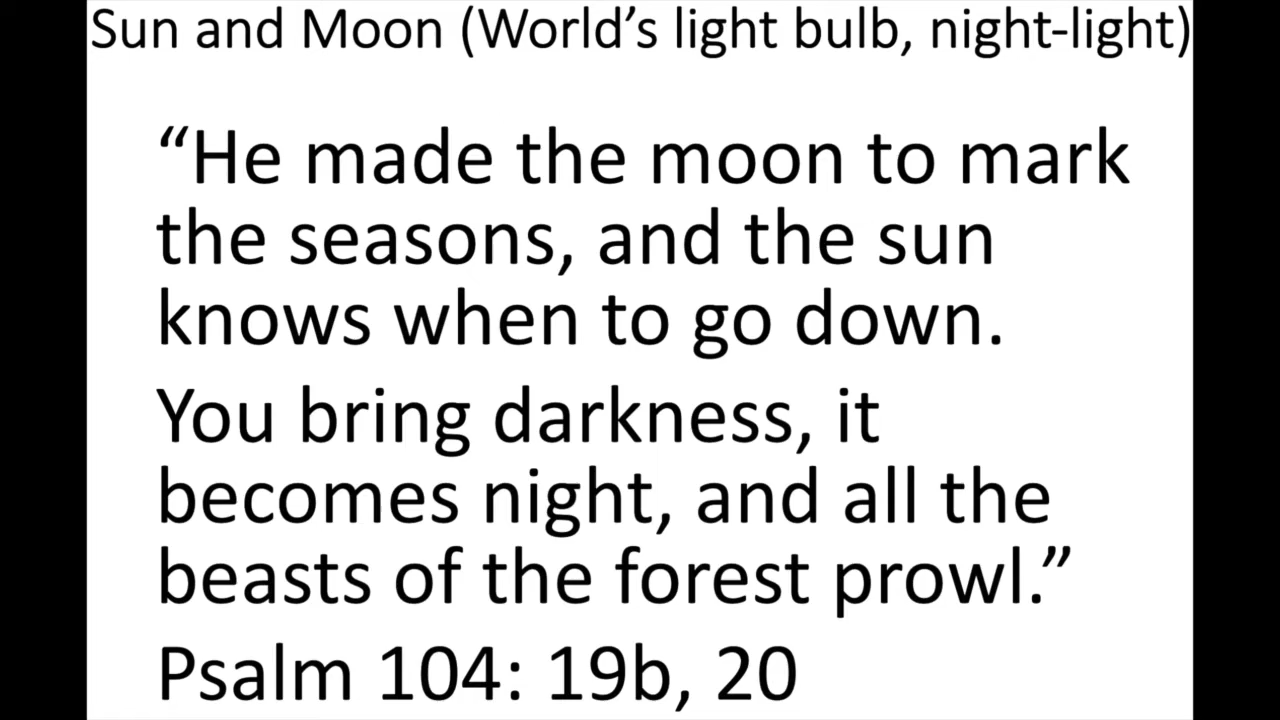 Sun and Moon (World’s light bulb, night-light)
“He made the moon to mark
the seasons, and the sun
knows when to go down.
You bring darkness, it
becomes night, and all the
beasts of the forest prowl.”
Psalm 104: 19b, 20